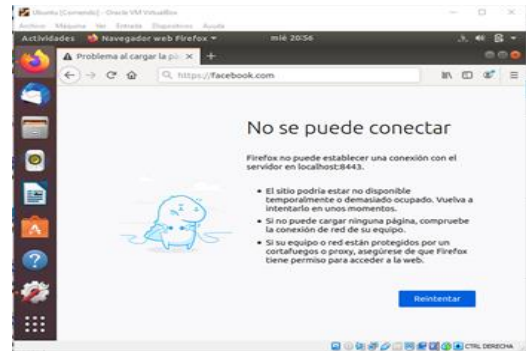 Ubuntu [Corriendo] - Oracle VM VirtualBox
Archivo Máquina Ver Entrada Dispositivos Ayuda
Actividades Navegador web Firefox mié 20:56
Problema al cargar la pá
https://facebook.com
No se puede conectar
Firefox no puede establecer una conexión con el
servidor en localhost:8443.
El sitio podría estar no disponible
temporalmente o demasiado ocupado. Vuelva a
intentarlo en unos momentos.
Si no puede cargar ninguna página, compruebe
la conexión de red de su equipo.
Si su equipo o red están protegidos por un
cortafuegos o proxy, asegúrese de que Firefox
tiene permiso para acceder a la web.
Reintentar
CTRL DERECHA